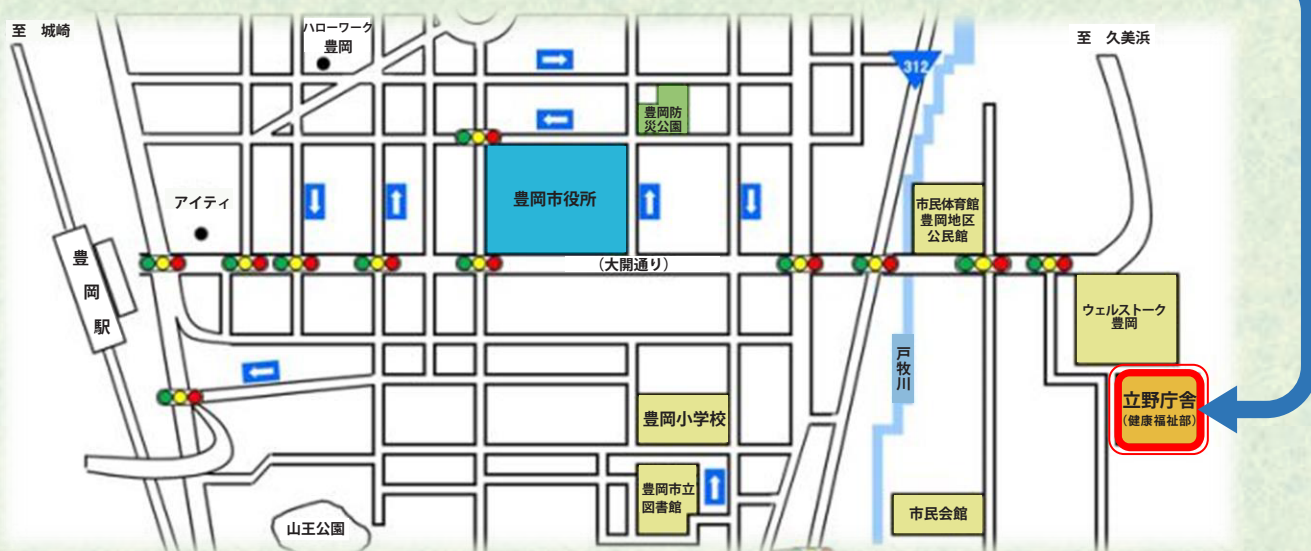 至　城崎
ハローワーク
豊岡
至　久美浜
312
豊岡防
災公園
豊岡市役所
アイティ
市民体育館
豊岡地区
公民館
（大開通り）
豊岡駅
ウェルストーク
豊岡
戸牧川
立野庁舎
（健康福祉部）
豊岡小学校
豊岡市立
図書館
市民会館
山王公園